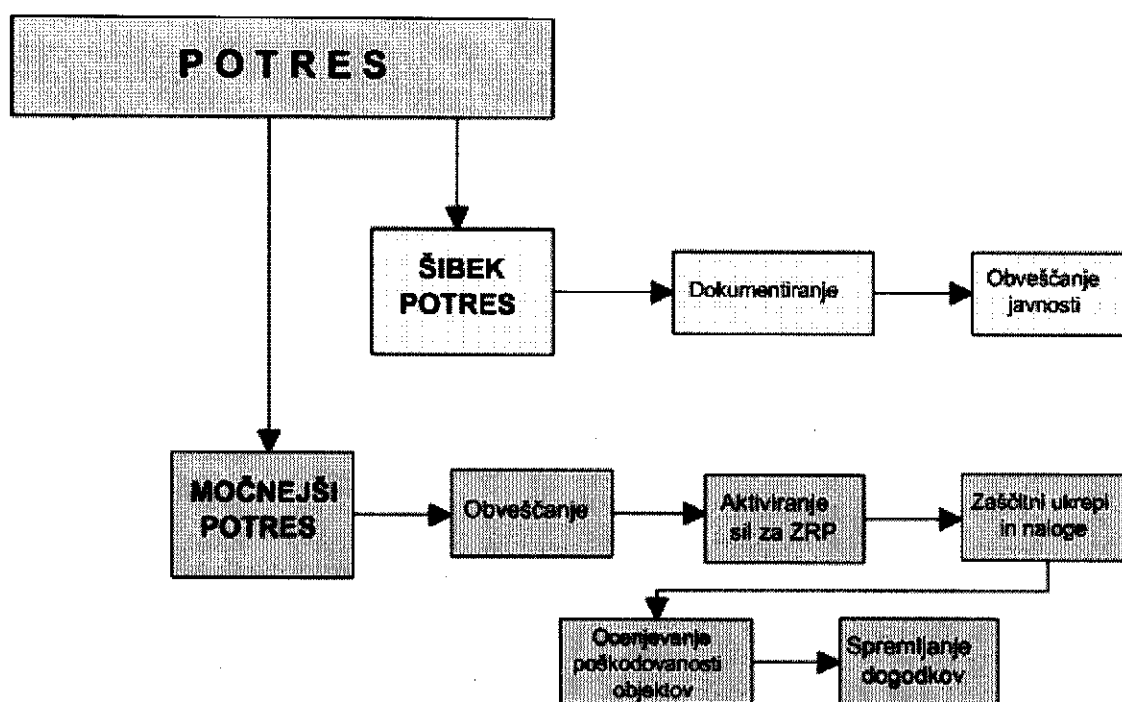 POTRES
ŠIBEK
POTRES
Dokumentiranje
Obveščanje
javnosti
MOČNEJŠI
POTRES
Obveščanje
Aktiviranje
sil za ZRP
Zaščitni ukrepi
in naloge
Ocenjevanje
poškodovanosti
objektov
Spremljanje
dogodkov